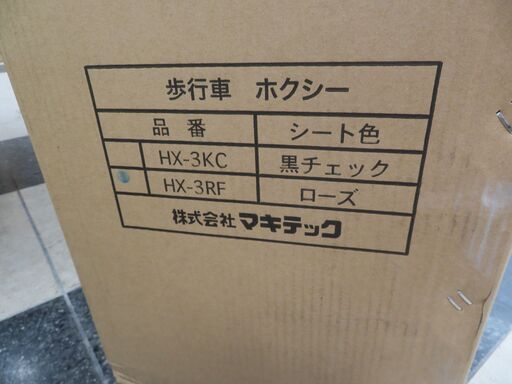 歩行車 ホクシー
品番 シート色
HX-3KC 黒チェック
HX-3RF ローズ
株式会社マキテック